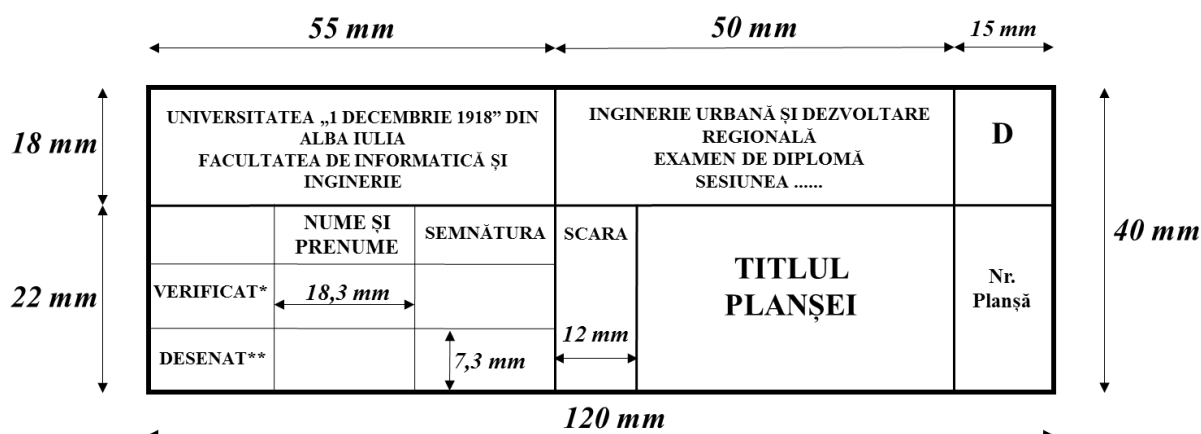 55 mm
50 mm
15 mm
18 mm
UNIVERSITATEA „1 DECEMBRIE 1918” DIN
ALBA IULIA
FACULTATEA DE INFORMATICĂ ȘI
INGINERIE
INGINERIE URBANĂ ȘI DEZVOLTARE
REGIONALĂ
EXAMEN DE DIPLOMĂ
SESIUNEA ......
D
40 mm
22 mm
NUME ȘI
PRENUME
SEMNĂTURA
SCARA
TITLUL
PLANȘEI
Nr.
Planșă
VERIFICAT*
18,3 mm
12 mm
DESENAT**
7,3 mm
120 mm